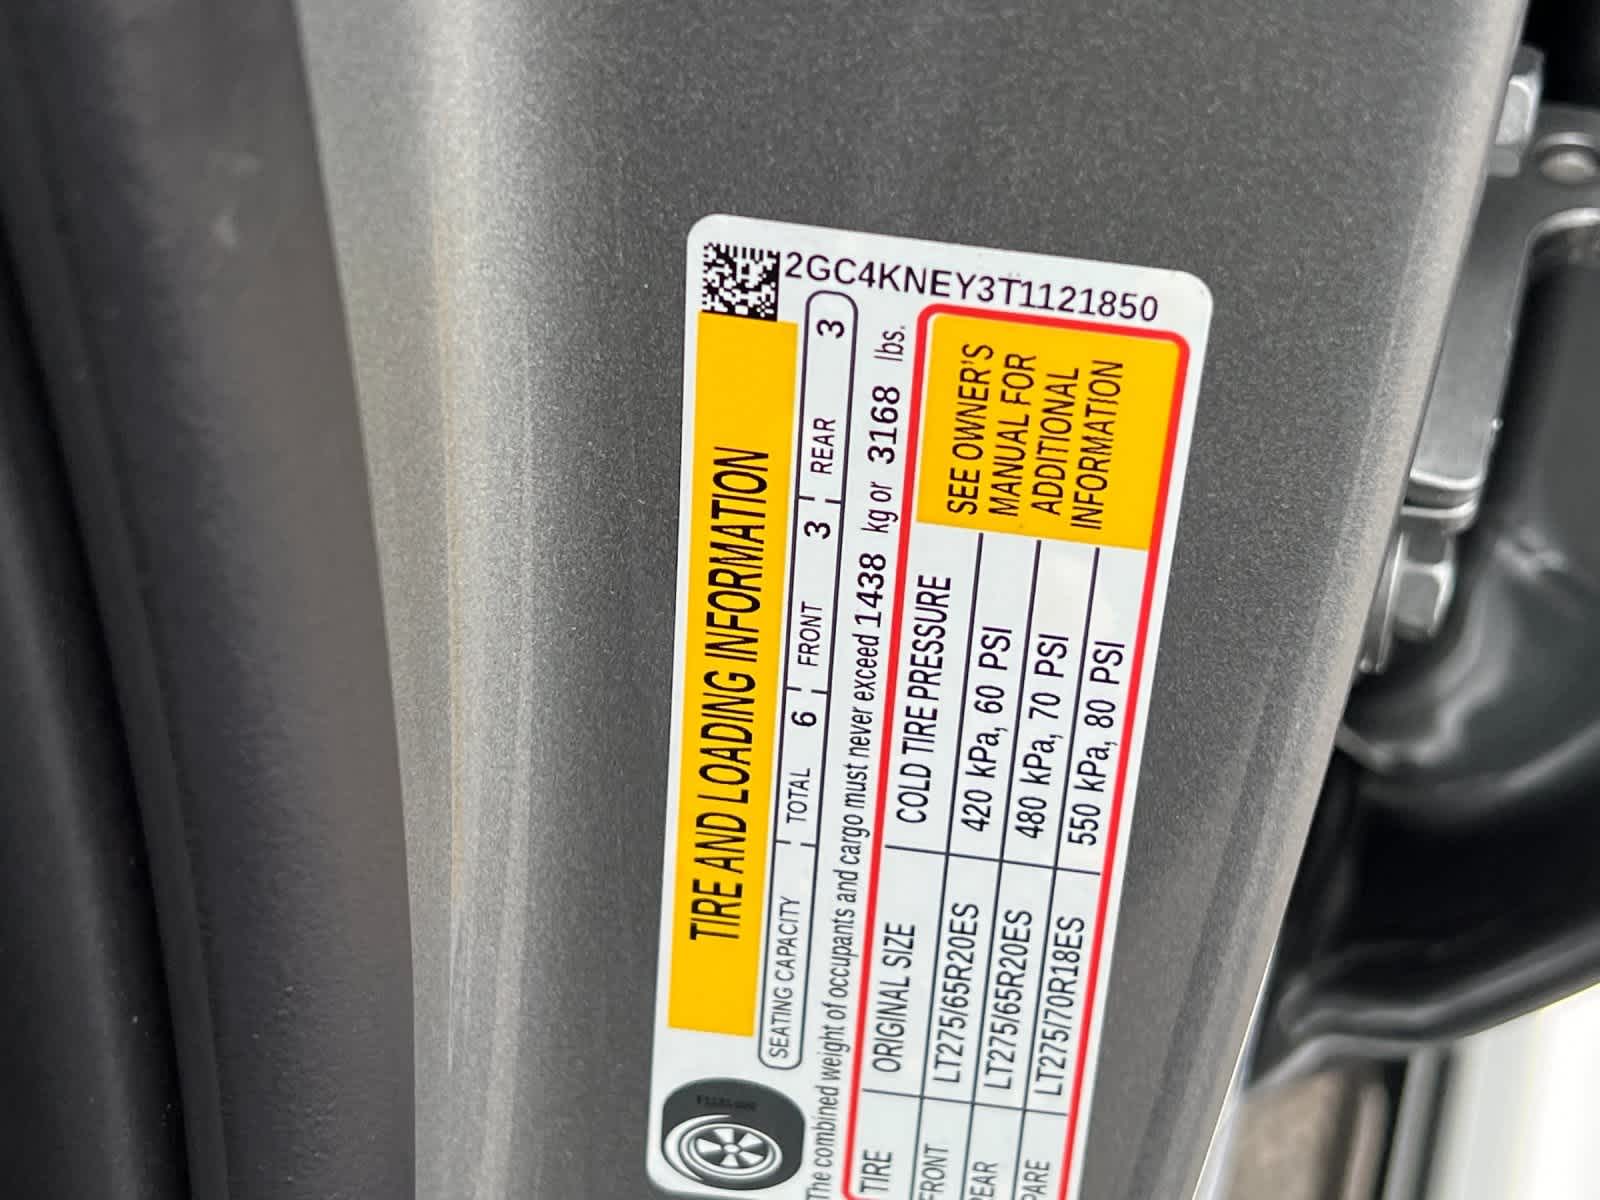 2GC4KNEY3T1121850
TIRE AND LOADING INFORMATION
SEATING CAPACITY TOTAL 6 FRONT 3 REAR 3
The combined weight of occupants and cargo must never exceed 1438 kg or 3168 lbs.
TIRE ORIGINAL SIZE COLD TIRE PRESSURE
FRONT LT275/65R20ES 420 kPa, 60 PSI
REAR LT275/65R20ES 480 kPa, 70 PSI
SPARE LT275/70R18ES 550 kPa, 80 PSI
SEE OWNER'S
MANUAL FOR
ADDITIONAL
INFORMATION